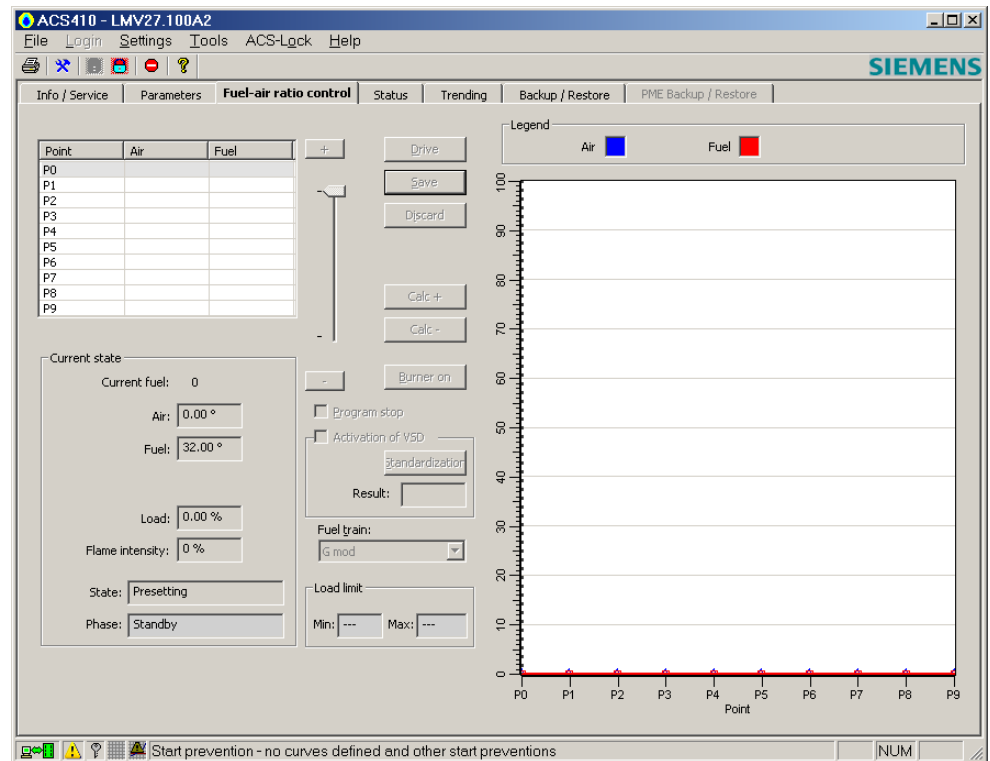 ACS410 - LMV27.100A2
File Login Settings Tools ACS-Lock Help
SIEMENS
Info / Service Parameters Fuel-air ratio control Status Trending Backup / Restore PME Backup / Restore
Point Air Fuel
P0
P1
P2
P3
P4
P5
P6
P7
P8
P9
+
-
-
-
Drive
Save
Discard
Calc +
Calc -
Burner on
Current state
Current fuel: 0
Air: 0.00 °
Fuel: 32.00 °
Load: 0.00 %
Flame intensity: 0 %
State: Presetting
Phase: Standby
Program stop
Activation of VSD
Standardization
Result:
Fuel train:
G mod
Load limit
Min: --- Max: ---
Legend
Air Fuel
100
90
80
70
60
50
40
30
20
10
0
P0 P1 P2 P3 P4 P5 P6 P7 P8 P9
Point
Start prevention - no curves defined and other start preventions
NUM